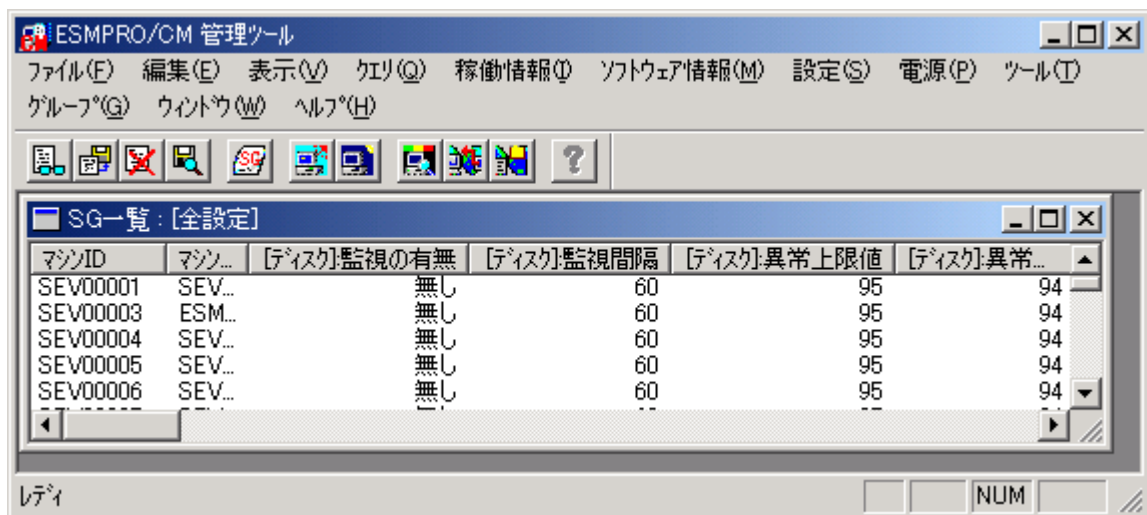 ESMPRO/CM 管理ツール
ファイル(F) 編集(E) 表示(V) クエリ(Q) 稼働情報(I) ソフトウェア情報(M) 設定(S) 電源(P) ツール(T)
グループ(G) ウィンドウ(W) ヘルプ(H)
SG
SG一覧 : [全設定]
マシンID マシン... [ディスク]:監視の有無 [ディスク]:監視間隔 [ディスク]:異常上限値 [ディスク]:異常...
SEV00001 SEV... 無し 60 95 94
SEV00003 ESM... 無し 60 95 94
SEV00004 SEV... 無し 60 95 94
SEV00005 SEV... 無し 60 95 94
SEV00006 SEV... 無し 60 95 94
レディ NUM